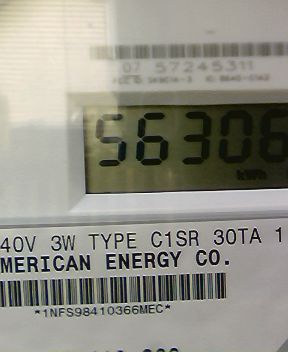 07 57245311
56306
kWh
40V 3W TYPE C1SR 30TA 1
MERICAN ENERGY CO.
*1NFS98410366MEC*